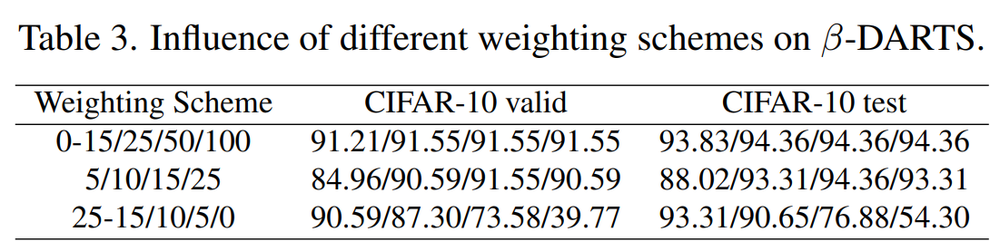 Table 3. Influence of different weighting schemes on β-DARTS.
Weighting Scheme CIFAR-10 valid CIFAR-10 test
0-15/25/50/100 91.21/91.55/91.55/91.55 93.83/94.36/94.36/94.36
5/10/15/25 84.96/90.59/91.55/90.59 88.02/93.31/94.36/93.31
25-15/10/5/0 90.59/87.30/73.58/39.77 93.31/90.65/76.88/54.30